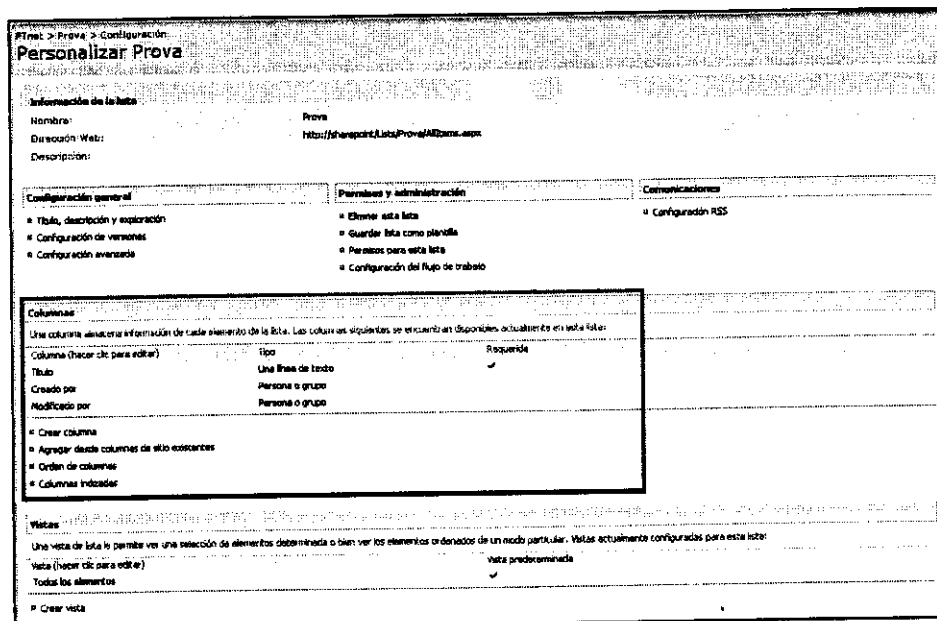 PTnet > Prova > Configuración
Personalizar Prova
Información de la lista
Nombre: Prova
Dirección Web: http://sharepoint/Lists/Prova/AllItems.aspx
Descripción:
Configuración general Permisos y administración Comunicaciones
Título, descripción y exploración Eliminar esta lista Configuración RSS
Configuración de versiones Guardar lista como plantilla
Configuración avanzada Permisos para esta lista
Configuración del flujo de trabajo
Columnas
Una columna almacena información de cada elemento de la lista. Las columnas siguientes se encuentran disponibles actualmente en esta lista:
Columna (hacer clic para editar) Tipo Requerida
Título Una línea de texto ✓
Creado por Persona o grupo
Modificado por Persona o grupo
Crear columna
Agregar desde columnas de sitio existentes
Orden de columnas
Columnas indizadas
Vistas
Una vista de lista le permite ver una selección de elementos determinada o bien ver los elementos ordenados de un modo particular. Vistas actualmente configuradas para esta lista:
Vista (hacer clic para editar) Vista predeterminada
Todos los elementos ✓
Crear vista